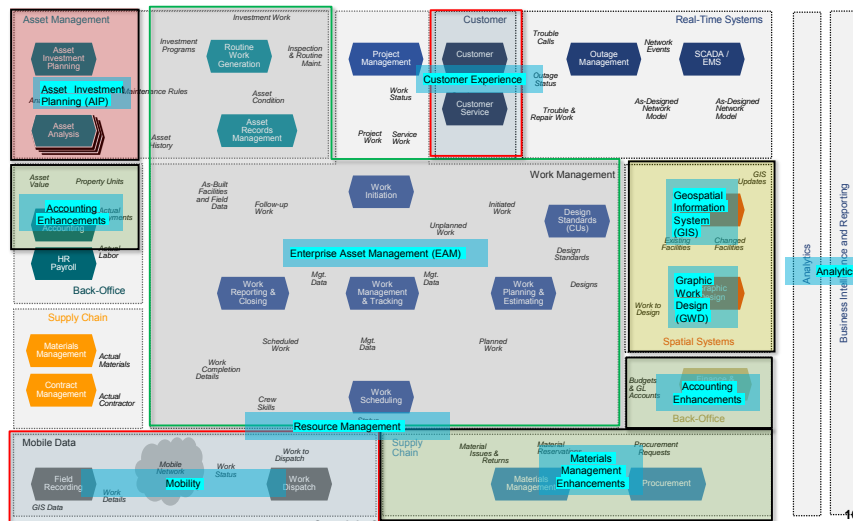 Asset Management
Investment Work
Customer
Real-Time Systems
Investment
Programs
Routine
Work
Generation
Inspection
& Routine
Maint.
Asset
Investment
Planning
Project
Management
Customer
Trouble
Calls
Outage
Management
Network
Events
SCADA /
EMS
Asset Investment
Planning (AIP)
Maintenance Rules
Asset
Condition
Work
Status
Customer Experience
Outage
Status
Customer
Service
Trouble &
Repair Work
As-Designed
Network
Model
As-Designed
Network
Model
Asset
Analysis
Asset
History
Asset
Records
Management
Project
Work
Service
Work
Work Management
Asset
Value
Property Units
Accounting
Enhancements
Actual
Accounting
Actual
Labor
HR
Payroll
Back-Office
As-Built
Facilities
and Field
Data
Follow-up
Work
Work
Initiation
Initiated
Work
Unplanned
Work
Design
Standards
(CUs)
Design
Standards
Enterprise Asset Management (EAM)
Mgt.
Data
Mgt.
Data
Designs
Work
Reporting &
Closing
Work
Management
& Tracking
Work
Planning &
Estimating
GIS
Updates
Geospatial
Information
System
(GIS)
Existing
Facilities
Changed
Facilities
Graphic
Work
Design
(GWD)
Work to
Design
Spatial Systems
Analytics
Business Intelligence and Reporting
Analytic
Supply Chain
Materials
Management
Actual
Materials
Contract
Management
Actual
Contractor
Scheduled
Work
Mgt.
Data
Planned
Work
Work
Completion
Details
Crew
Skills
Work
Scheduling
Resource Management
Budgets
& GL
Accounts
Accounting
Enhancements
Back-Office
Mobile Data
Mobile
Network
Work
Status
Work to
Dispatch
Field
Recording
Mobility
Work
Dispatch
Work
Details
GIS Data
Supply
Chain
Material
Issues &
Returns
Material
Reservations
Procurement
Requests
Materials
Management
Enhancements
Materials
Management
Procurement